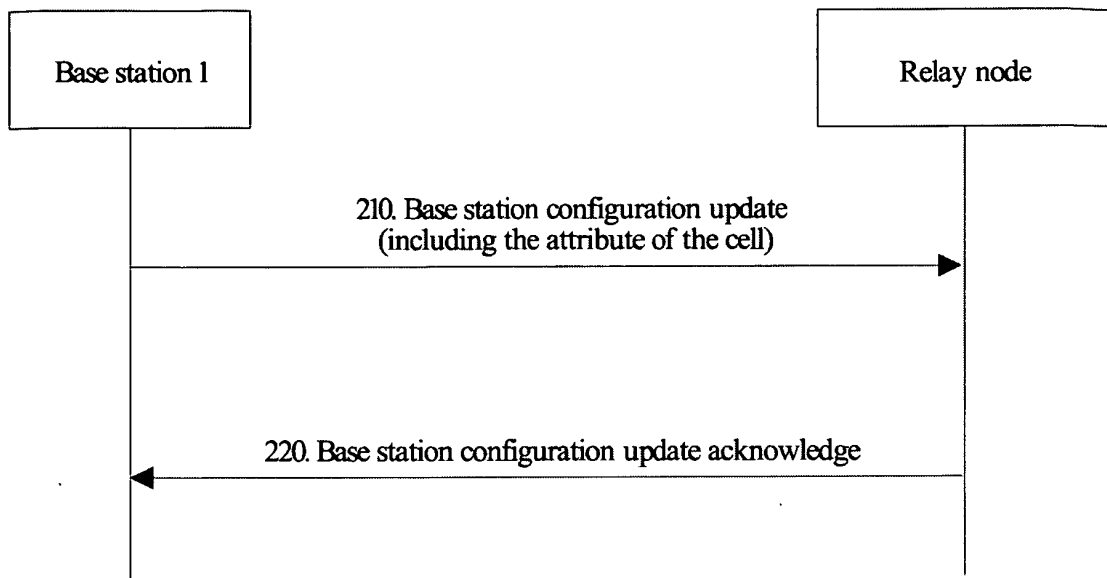 Base station 1
Relay node
210. Base station configuration update
(including the attribute of the cell)
220. Base station configuration update acknowledge